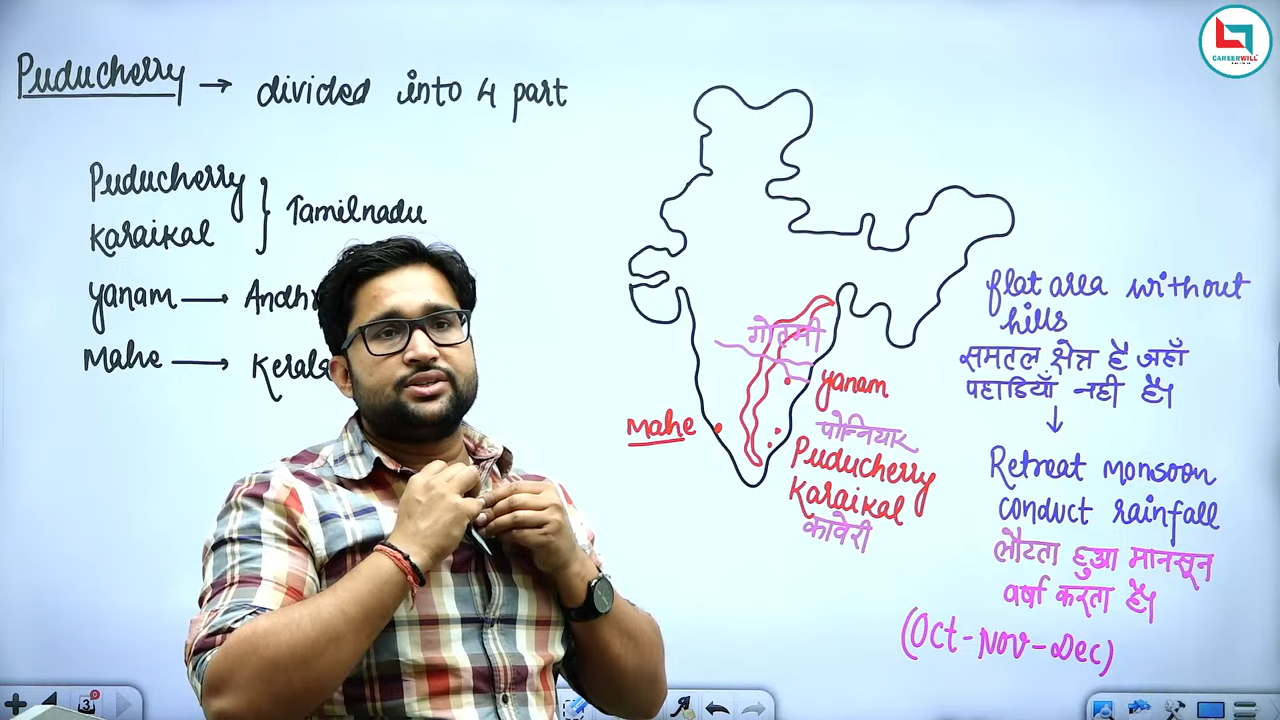 Puducherry → divided into 4 part
Puducherry
Karaikal
} Tamilnadu
Yanam → Andh
Mahe → Kerala
गोदावरी
Yanam
Mahe
पोन्नियार
Puducherry
Karaikal
कावेरी
flat area without
hills
समतल क्षेत्र है जहाँ
पहाडियाँ नही है।
↓
Retreat monsoon
conduct rainfall
लौटता हुआ मानसून
वर्षा करता है।
(Oct-Nov-Dec)
CAREERWILL
3